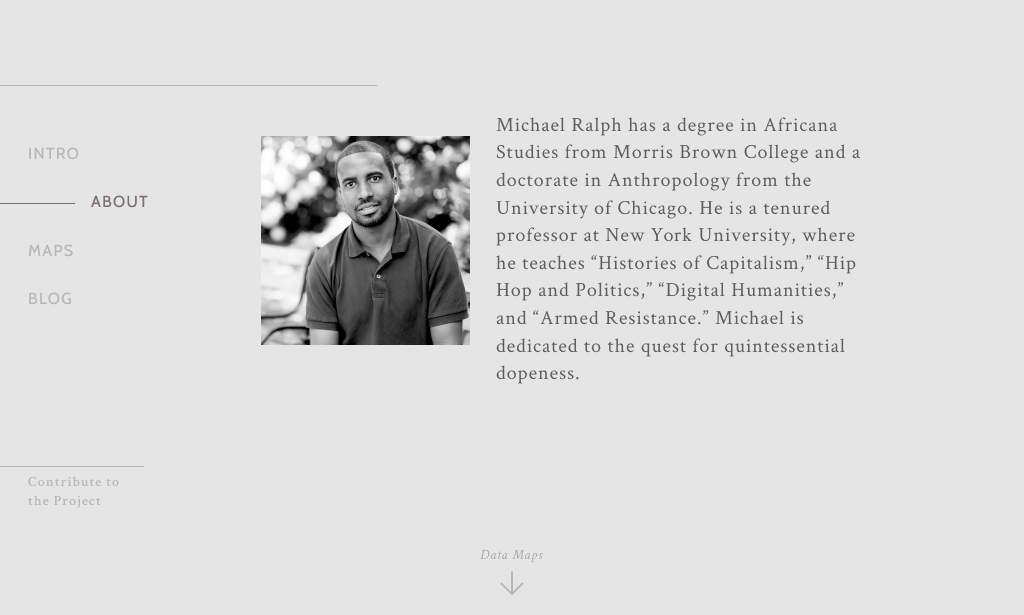 INTRO
ABOUT
MAPS
BLOG
Michael Ralph has a degree in Africana
Studies from Morris Brown College and a
doctorate in Anthropology from the
University of Chicago. He is a tenured
professor at New York University, where
he teaches “Histories of Capitalism,” “Hip
Hop and Politics,” “Digital Humanities,”
and “Armed Resistance.” Michael is
dedicated to the quest for quintessential
dopeness.
Contribute to
the Project
Data Maps